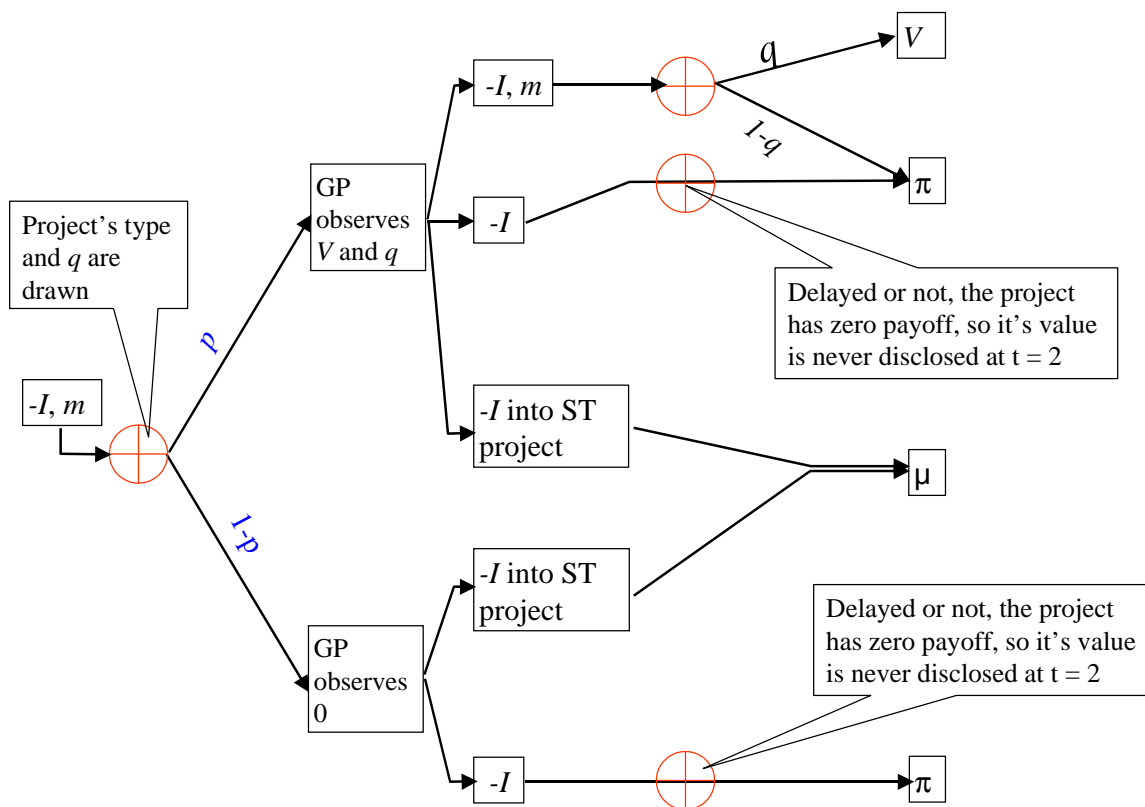 V
q
-I, m
1-q
GP
observes
V and q
-I
π
Project's type
and q are
drawn
Delayed or not, the project
has zero payoff, so it's value
is never disclosed at t = 2
p
-I, m
-I into ST
project
μ
1-p
-I into ST
project
Delayed or not, the project
has zero payoff, so it's value
is never disclosed at t = 2
GP
observes
0
-I
π